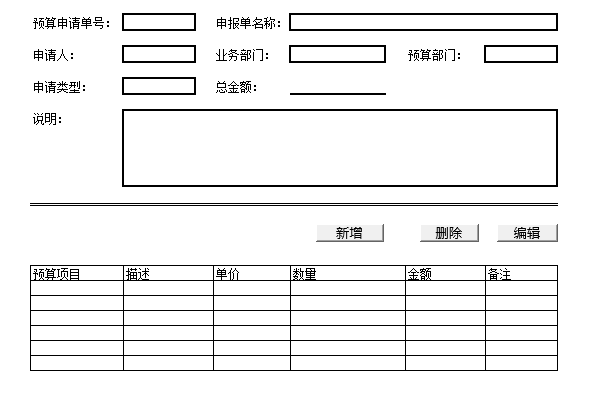 预算申请单号： 申报单名称：
申请人： 业务部门： 预算部门：
申请类型： 总金额：
说明：
新增 删除 编辑
预算项目 描述 单价 数量 金额 备注